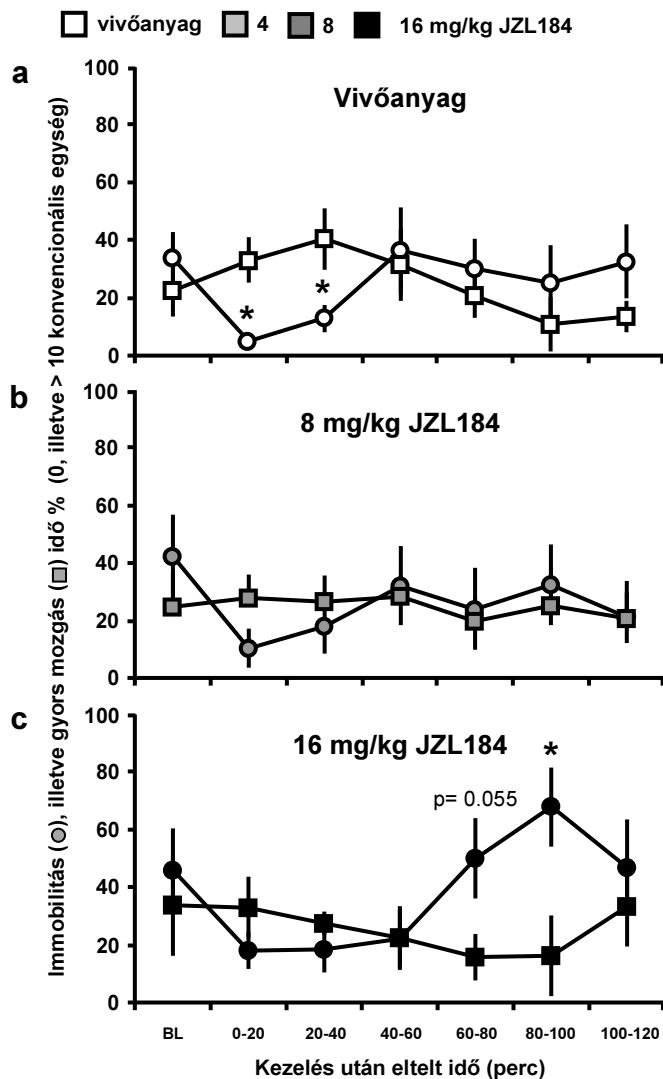 vivőanyag 4 8 16 mg/kg JZL184
a
Vivőanyag
100
80
60
40
20
0
*
*
b
8 mg/kg JZL184
100
80
60
40
20
0
c
16 mg/kg JZL184
100
80
60
40
20
0
p= 0.055
*
Immobilitás (), illetve gyors mozgás () idő % (0, illetve > 10 konvencionális egység)
BL 0-20 20-40 40-60 60-80 80-100 100-120
Kezelés után eltelt idő (perc)